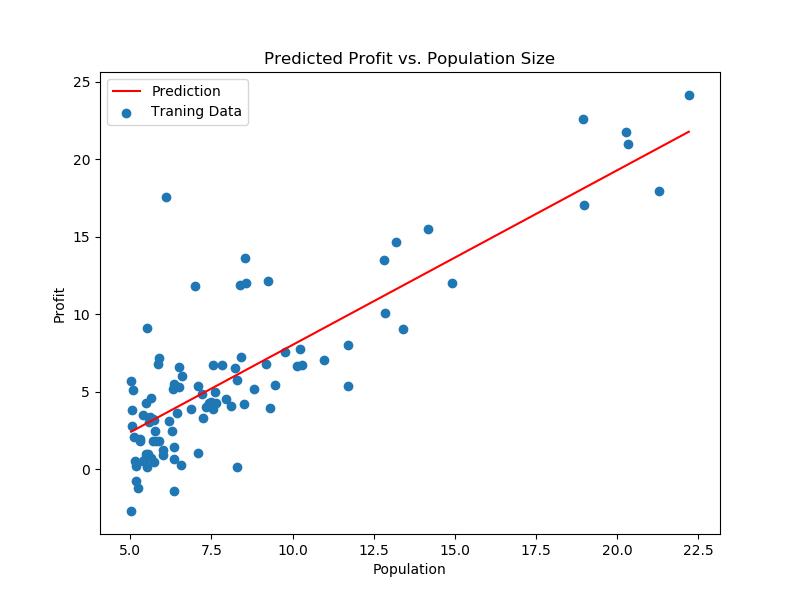 Predicted Profit vs. Population Size
Prediction
Traning Data
25
20
15
10
5
0
Profit
5.0 7.5 10.0 12.5 15.0 17.5 20.0 22.5
Population